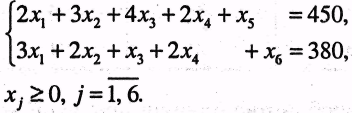 2x₁ + 3x₂ + 4x₃ + 2x₄ + x₅ = 450,
3x₁ + 2x₂ + x₃ + 2x₄ + x₆ = 380,
xⱼ ≥ 0, j = 1, 6.